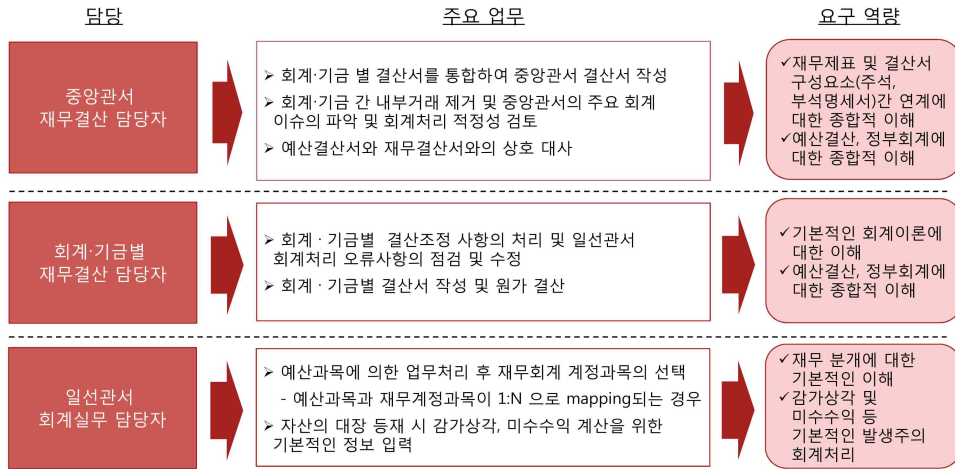 담당
주요 업무
요구 역량
중앙관서
재무결산 담당자
➢ 회계·기금 별 결산서를 통합하여 중앙관서 결산서 작성
➢ 회계·기금 간 내부거래 제거 및 중앙관서의 주요 회계
이슈의 파악 및 회계처리 적정성 검토
➢ 예산결산서와 재무결산서와의 상호 대사
✓재무제표 및 결산서
구성요소(주석,
부석명세서)간 연계에
대한 종합적 이해
✓예산결산, 정부회계에
대한 종합적 이해
회계·기금별
재무결산 담당자
➢ 회계 · 기금별 결산조정 사항의 처리 및 일선관서
회계처리 오류사항의 점검 및 수정
➢ 회계 · 기금별 결산서 작성 및 원가 결산
✓기본적인 회계이론에
대한 이해
✓예산결산, 정부회계에
대한 종합적 이해
일선관서
회계실무 담당자
➢ 예산과목에 의한 업무처리 후 재무회계 계정과목의 선택
- 예산과목과 재무계정과목이 1:N 으로 mapping되는 경우
➢ 자산의 대장 등재 시 감가상각, 미수수익 계산을 위한
기본적인 정보 입력
✓재무 분개에 대한
기본적인 이해
✓감가상각 및
미수수익 등
기본적인 발생주의
회계처리